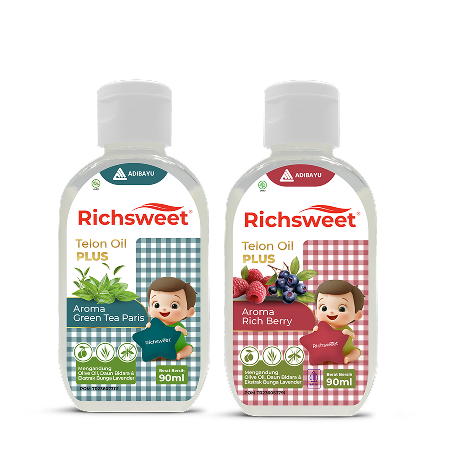 ADIBAYU
Richsweet®
Telon Oil
PLUS
Aroma
Green Tea Paris
Richsweet
Mengandung
Olive Oil, Daun Bidara &
Ekstrak Bunga Lavender
Berat Bersih
90ml
ADIBAYU
Richsweet®
Telon Oil
PLUS
Aroma
Rich Berry
Richsweet
Mengandung
Olive Oil, Daun Bidara &
Ekstrak Bunga Lavender
Berat Bersih
90ml